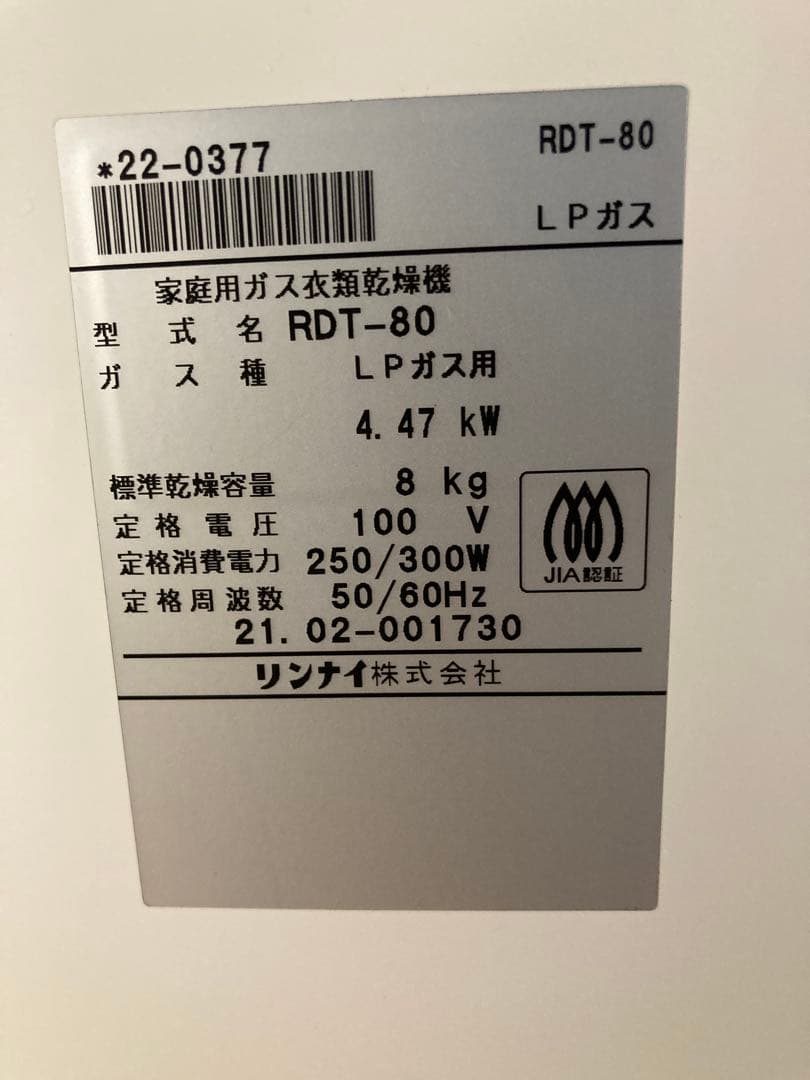 *22-0377
RDT-80
LPガス
家庭用ガス衣類乾燥機
型式名 RDT-80
ガス種 LPガス用
4.47 kW
標準乾燥容量 8 kg
定格電圧 100 V
定格消費電力 250/300W
定格周波数 50/60Hz
JIA認証
21.02-001730
リンナイ株式会社